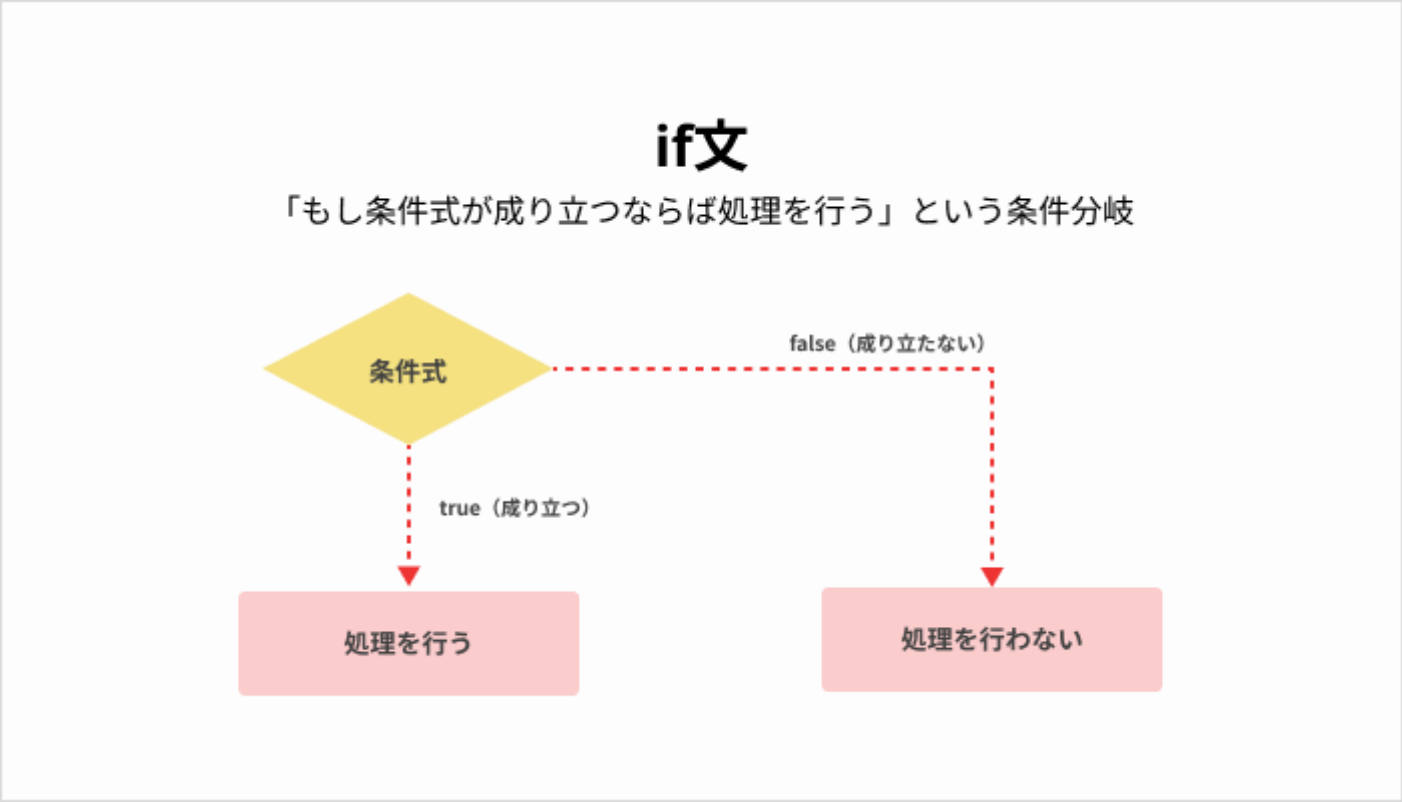 if文
「もし条件式が成り立つならば処理を行う」という条件分岐
条件式
false（成り立たない）
true（成り立つ）
処理を行う
処理を行わない